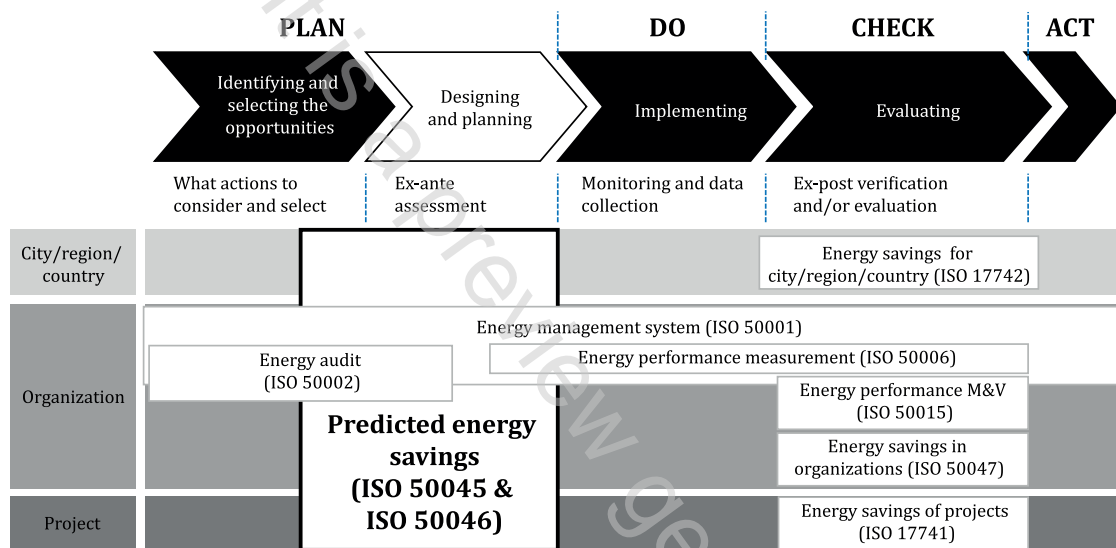 PLAN
DO
CHECK
ACT
Identifying and
selecting the
opportunities
Designing
and planning
Implementing
Evaluating
What actions to
consider and select
Ex-ante
assessment
Monitoring and data
collection
Ex-post verification
and/or evaluation
City/region/
country
Energy savings for
city/region/country (ISO 17742)
Organization
Energy management system (ISO 50001)
Energy audit
(ISO 50002)
Energy performance measurement (ISO 50006)
Energy performance M&V
(ISO 50015)
Predicted energy
savings
(ISO 50045 &
ISO 50046)
Energy savings in
organizations (ISO 50047)
Project
Energy savings of projects
(ISO 17741)
it is a preview ge